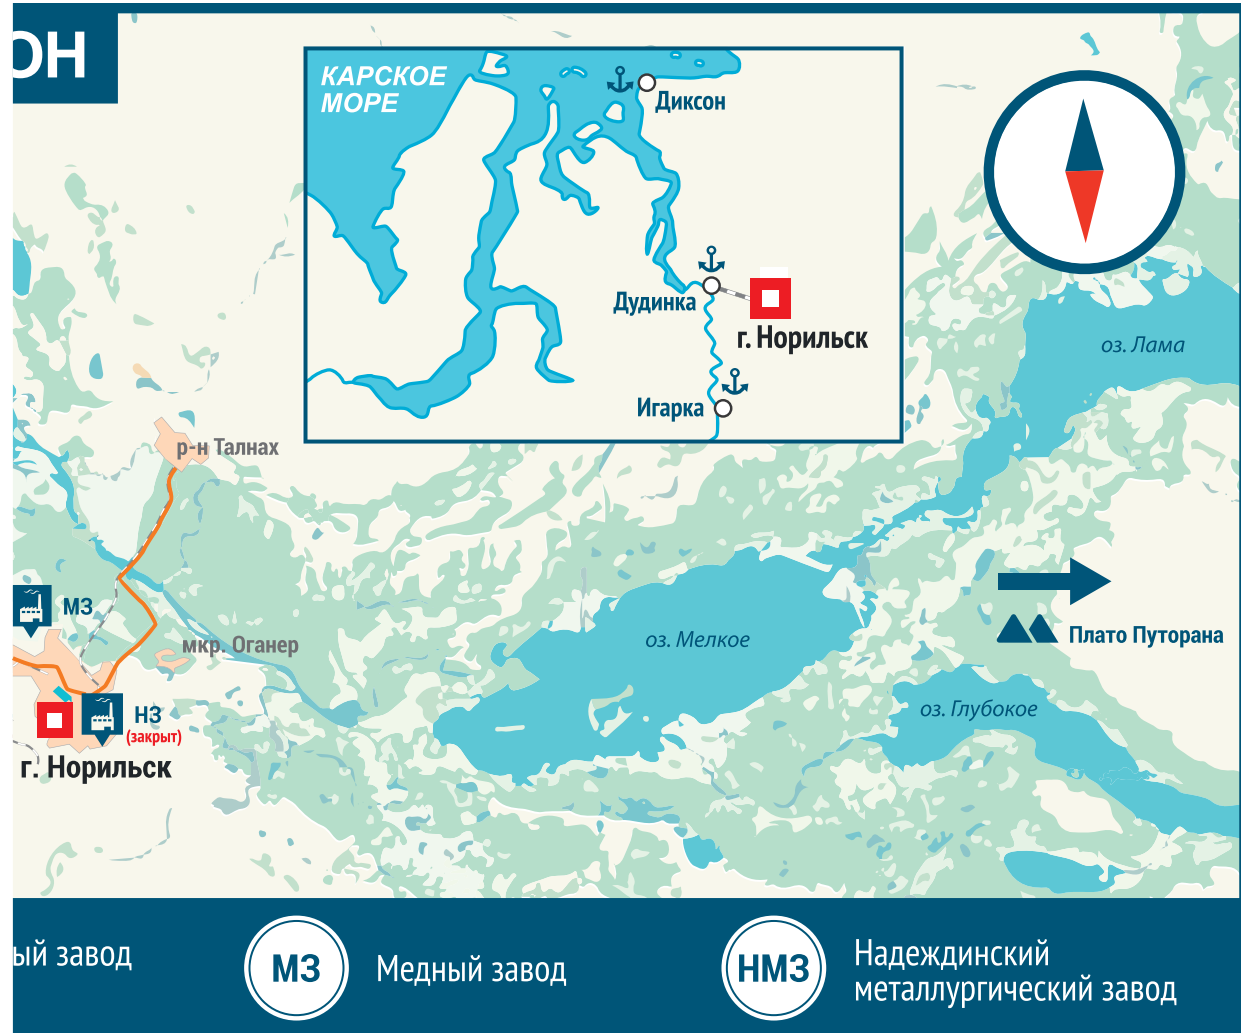 ОН
КАРСКОЕ
МОРЕ
Диксон
Дудинка
г. Норильск
Игарка
оз. Лама
р-н Талнах
МЗ
мкр. Оганер
оз. Мелкое
Плато Путорана
оз. Глубокое
НЗ
(закрыт)
г. Норильск
ый завод
МЗ
Медный завод
НМЗ
Надеждинский
металлургический завод